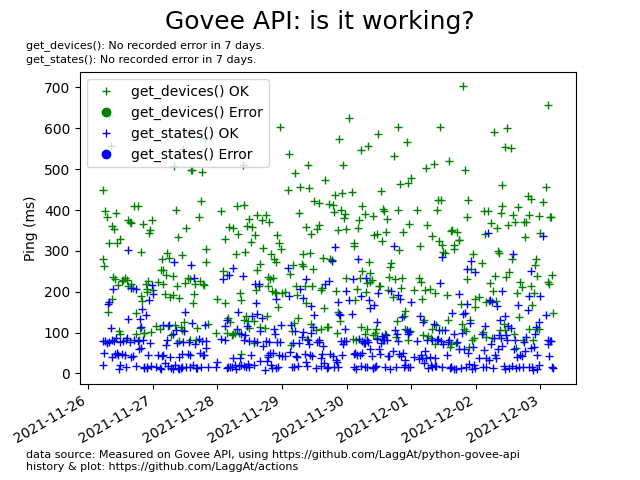 Govee API: is it working?
get_devices(): No recorded error in 7 days.
get_states(): No recorded error in 7 days.
get_devices() OK
get_devices() Error
get_states() OK
get_states() Error
Ping (ms)
700
600
500
400
300
200
100
0
2021-11-26
2021-11-27
2021-11-28
2021-11-29
2021-11-30
2021-12-01
2021-12-02
2021-12-03
data source: Measured on Govee API, using https://github.com/LaggAt/python-govee-api
history & plot: https://github.com/LaggAt/actions